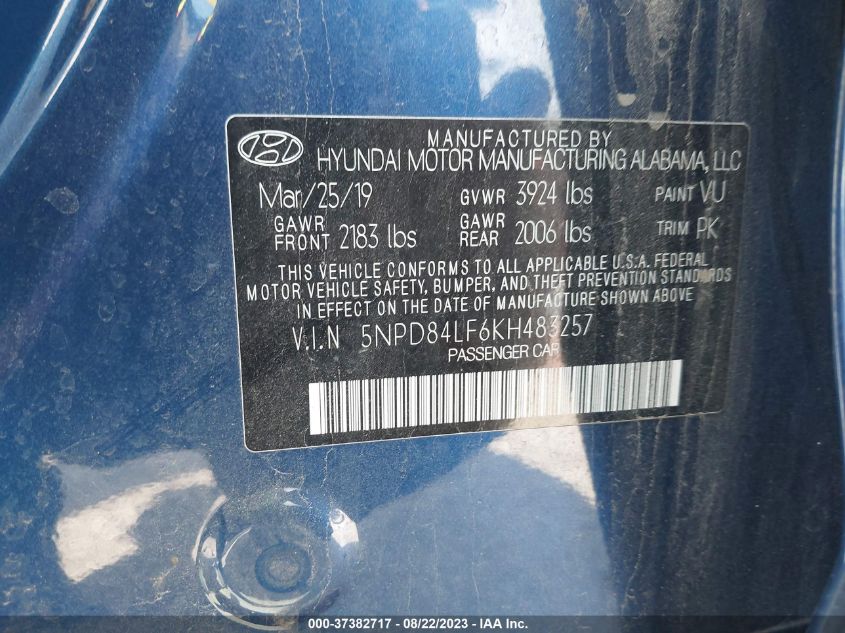 MANUFACTURED BY
HYUNDAI MOTOR MANUFACTURING ALABAMA, LLC
Mar/25/19 GVWR 3924 lbs PAINT VU
GAWR FRONT 2183 lbs GAWR REAR 2006 lbs TRIM PK
THIS VEHICLE CONFORMS TO ALL APPLICABLE U.S.A. FEDERAL
MOTOR VEHICLE SAFETY, BUMPER, AND THEFT PREVENTION STANDARDS
IN EFFECT ON THE DATE OF MANUFACTURE SHOWN ABOVE
V.I.N 5NPD84LF6KH483257
PASSENGER CAR
000-37382717 - 08/22/2023 - IAA Inc.